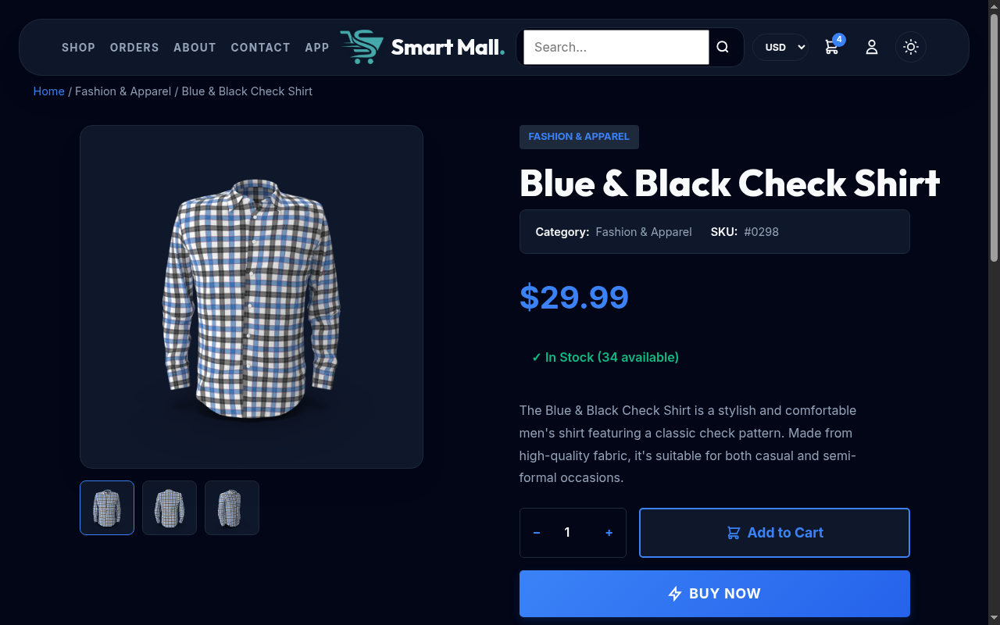 SHOP ORDERS ABOUT CONTACT APP Smart Mall. Search... USD 4
Home / Fashion & Apparel / Blue & Black Check Shirt
FASHION & APPAREL
Blue & Black Check Shirt
Category: Fashion & Apparel SKU: #0298
$29.99
✓ In Stock (34 available)
The Blue & Black Check Shirt is a stylish and comfortable
men's shirt featuring a classic check pattern. Made from
high-quality fabric, it's suitable for both casual and semi-
formal occasions.
− 1 + Add to Cart
BUY NOW